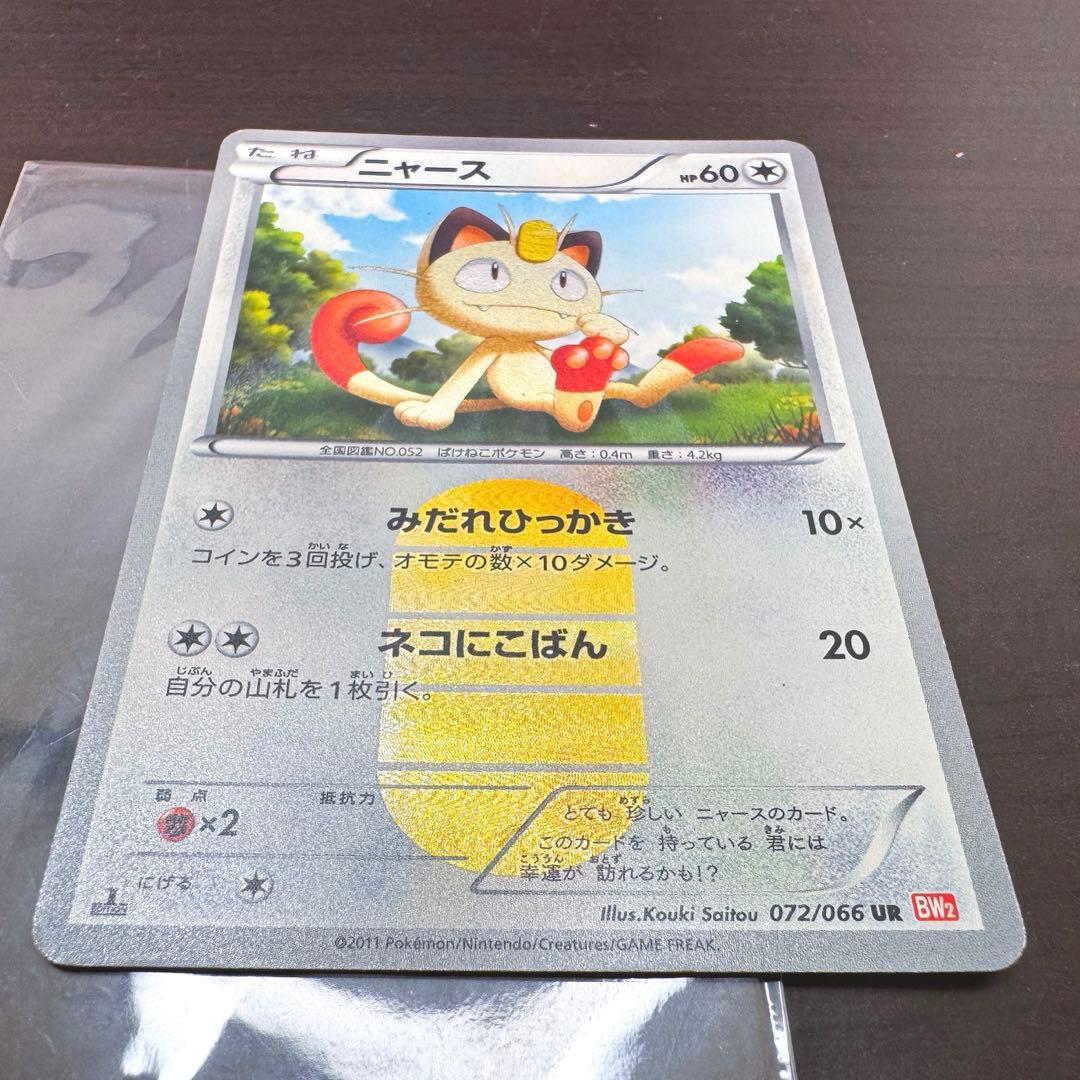 たね ニャース HP60
全国図鑑NO.052 ばけねこポケモン 高さ:0.4m 重さ:4.2kg
みだれひっかき 10×
コインを3回投げ、オモテの数×10ダメージ。
ネコにこばん 20
自分の山札を1枚引く。
弱点 抵抗力
×2
にげる
とても 珍しい ニャースのカード。
このカードを 持っている 君には
幸運が 訪れるかも!?
1 EDITION
Illus.Kouki Saitou 072/066 UR BW2
©2011 Pokémon/Nintendo/Creatures/GAME FREAK.